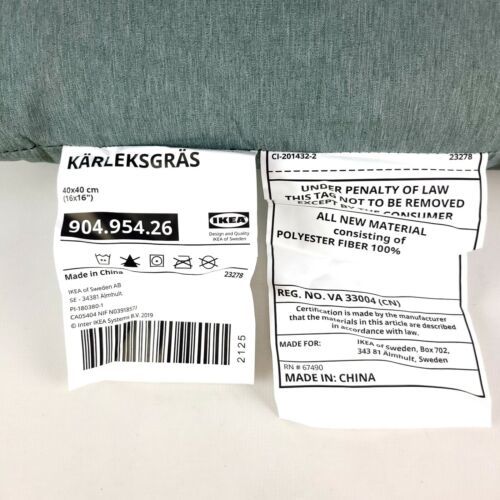 KÄRLEKSGRÄS
40x40 cm
(16x16")
904.954.26
IKEA
Design and Quality
IKEA of Sweden
Made in China
23278
IKEA of Sweden AB
SE - 34381 Älmhult.
PI-180380-1
CA05404 NIF N0391857J
© Inter IKEA Systems B.V. 2019
2125
CI-201432-2
23278
UNDER PENALTY OF LAW
THIS TAG NOT TO BE REMOVED
EXCEPT BY THE CONSUMER
ALL NEW MATERIAL
consisting of
POLYESTER FIBER 100%
REG. NO. VA 33004 (CN)
Certification is made by the manufacturer
that the materials in this article are described
in accordance with law.
MADE FOR:
IKEA of Sweden, Box 702,
343 81 Älmhult, Sweden
RN # 67490
MADE IN: CHINA